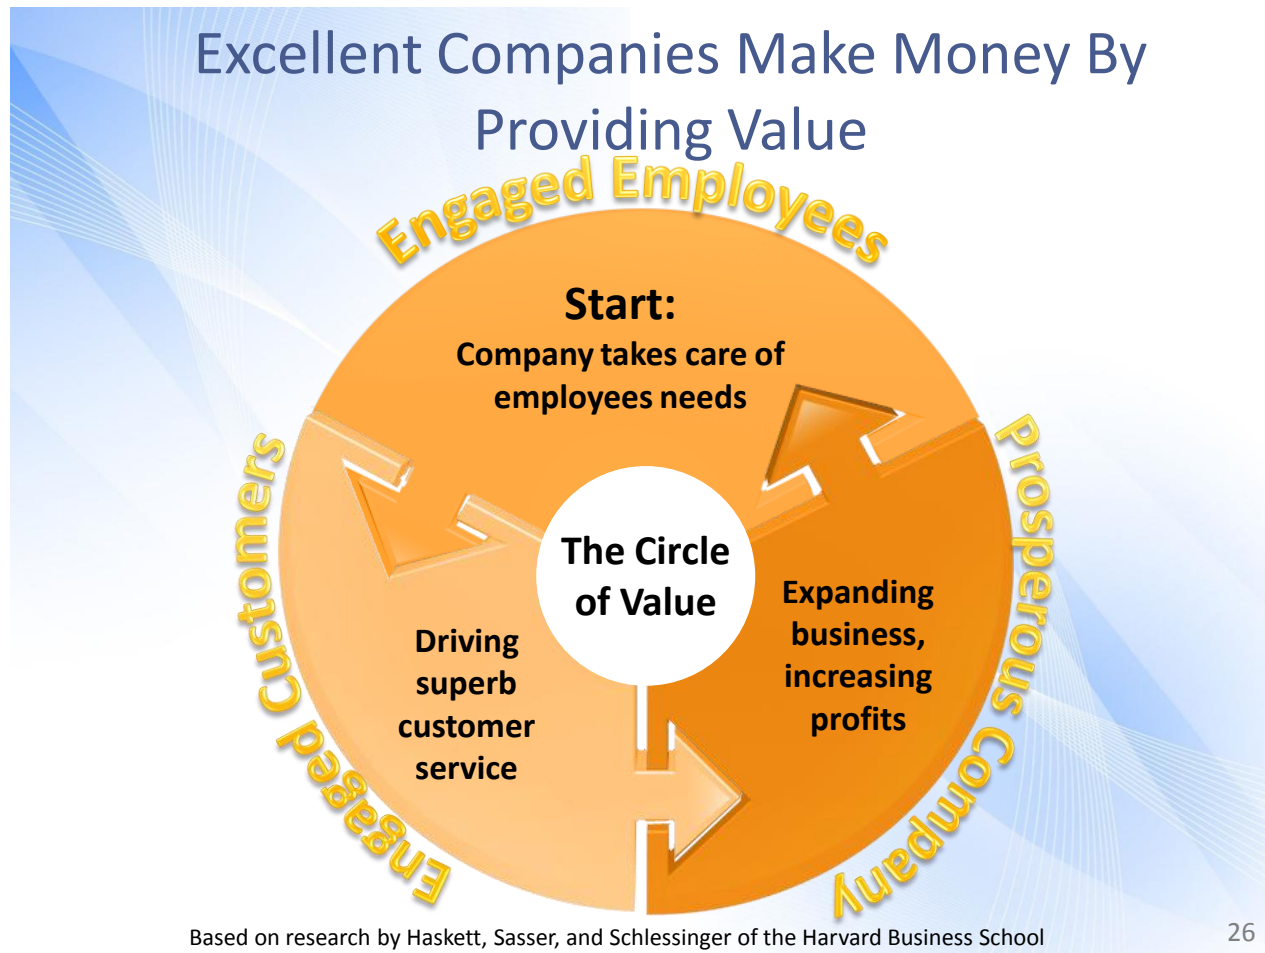 Excellent Companies Make Money By
Providing Value
Engaged Employees
Start:
Company takes care of
employees needs
Engaged Customers
Prosperous Company
The Circle
of Value
Expanding
business,
increasing
profits
Driving
superb
customer
service
Based on research by Haskett, Sasser, and Schlessinger of the Harvard Business School
26